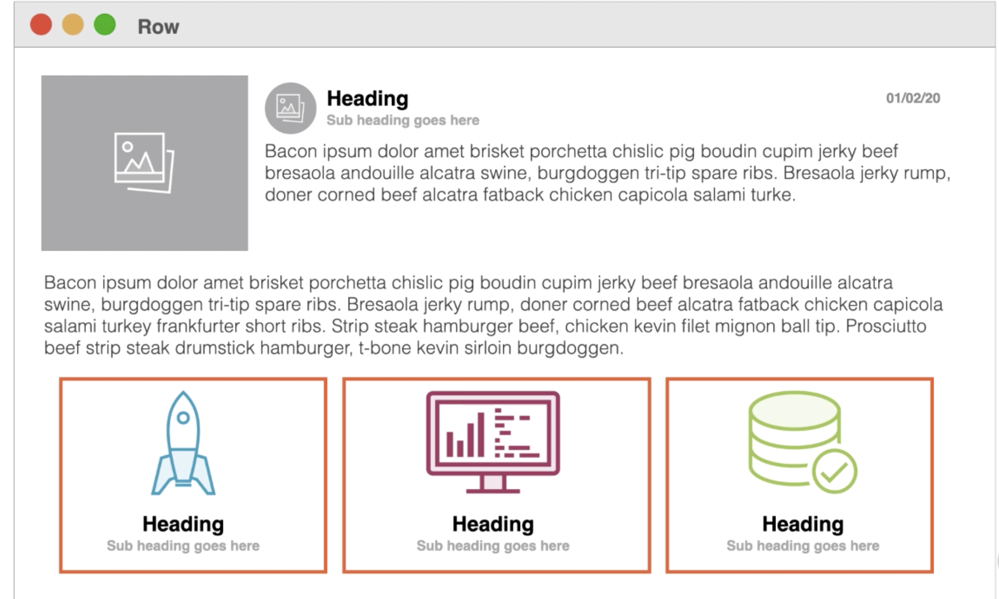 Row
Heading
01/02/20
Sub heading goes here
Bacon ipsum dolor amet brisket porchetta chislic pig boudin cupim jerky beef
bresaola andouille alcatra swine, burgdoggen tri-tip spare ribs. Bresaola jerky rump,
doner corned beef alcatra fatback chicken capicola salami turke.
Bacon ipsum dolor amet brisket porchetta chislic pig boudin cupim jerky beef bresaola andouille alcatra
swine, burgdoggen tri-tip spare ribs. Bresaola jerky rump, doner corned beef alcatra fatback chicken capicola
salami turkey frankfurter short ribs. Strip steak hamburger beef, chicken kevin filet mignon ball tip. Prosciutto
beef strip steak drumstick hamburger, t-bone kevin sirloin burgdoggen.
Heading
Sub heading goes here
Heading
Sub heading goes here
Heading
Sub heading goes here